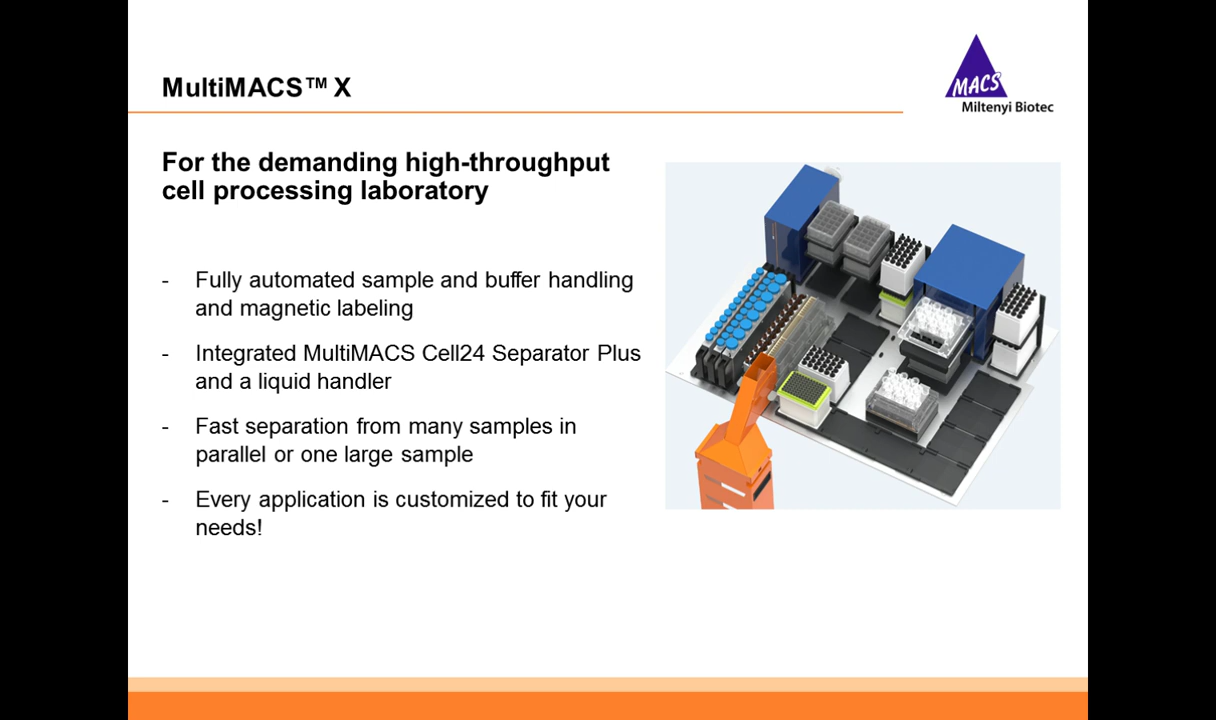 MultiMACS™ X
MACS
Miltenyi Biotec
For the demanding high-throughput
cell processing laboratory
- Fully automated sample and buffer handling
and magnetic labeling
- Integrated MultiMACS Cell24 Separator Plus
and a liquid handler
- Fast separation from many samples in
parallel or one large sample
- Every application is customized to fit your
needs!